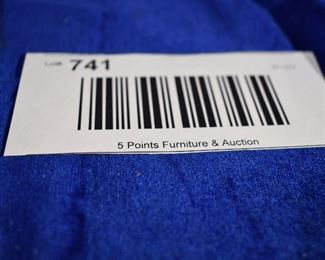 Lot# 741
5 Points Furniture & Auction